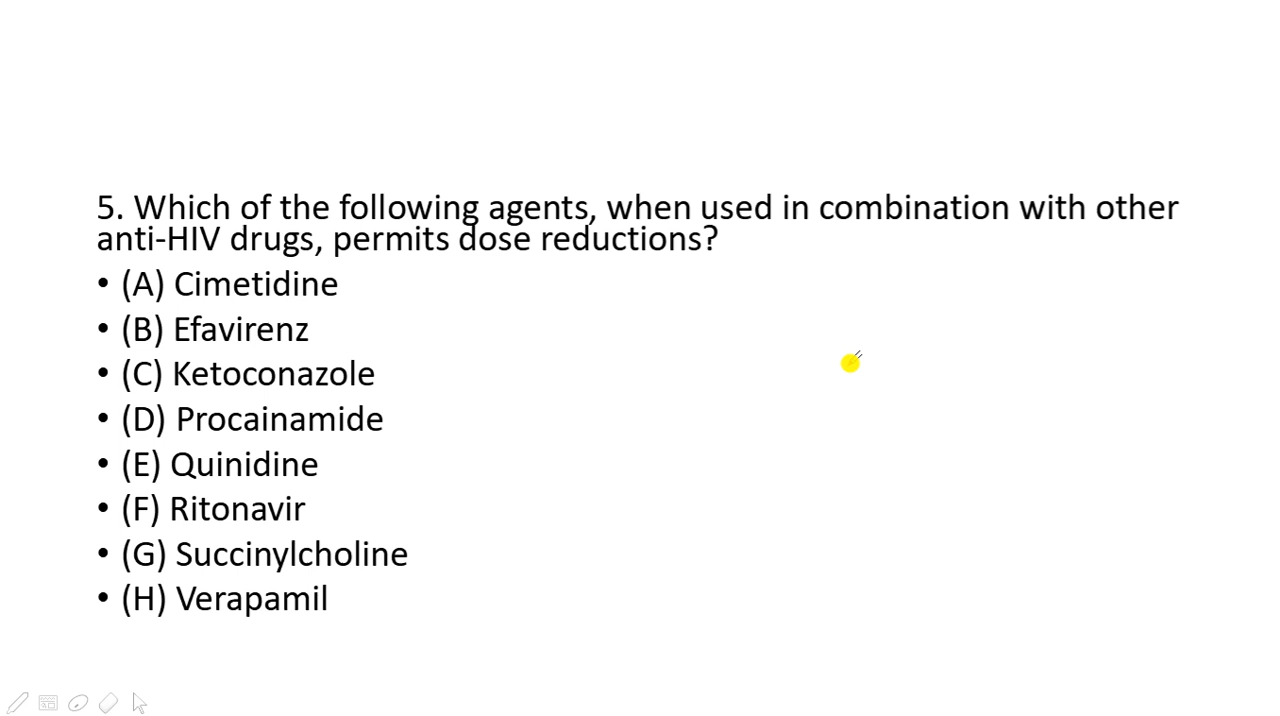 5. Which of the following agents, when used in combination with other
anti-HIV drugs, permits dose reductions?
• (A) Cimetidine
• (B) Efavirenz
• (C) Ketoconazole
• (D) Procainamide
• (E) Quinidine
• (F) Ritonavir
• (G) Succinylcholine
• (H) Verapamil